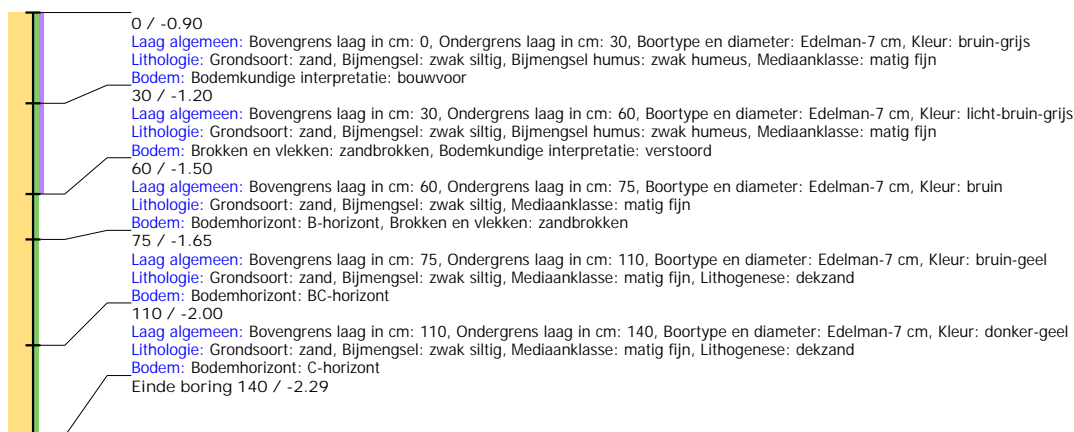 0 / -0.90
Laag algemeen: Bovengrens laag in cm: 0, Ondergrens laag in cm: 30, Boortype en diameter: Edelman-7 cm, Kleur: bruin-grijs
Lithologie: Grondsoort: zand, Bijmengsel: zwak siltig, Bijmengsel humus: zwak humeus, Mediaanklasse: matig fijn
Bodem: Bodemkundige interpretatie: bouwvoor
30 / -1.20
Laag algemeen: Bovengrens laag in cm: 30, Ondergrens laag in cm: 60, Boortype en diameter: Edelman-7 cm, Kleur: licht-bruin-grijs
Lithologie: Grondsoort: zand, Bijmengsel: zwak siltig, Bijmengsel humus: zwak humeus, Mediaanklasse: matig fijn
Bodem: Brokken en vlekken: zandbrokken, Bodemkundige interpretatie: verstoord
60 / -1.50
Laag algemeen: Bovengrens laag in cm: 60, Ondergrens laag in cm: 75, Boortype en diameter: Edelman-7 cm, Kleur: bruin
Lithologie: Grondsoort: zand, Bijmengsel: zwak siltig, Mediaanklasse: matig fijn
Bodem: Bodemhorizont: B-horizont, Brokken en vlekken: zandbrokken
75 / -1.65
Laag algemeen: Bovengrens laag in cm: 75, Ondergrens laag in cm: 110, Boortype en diameter: Edelman-7 cm, Kleur: bruin-geel
Lithologie: Grondsoort: zand, Bijmengsel: zwak siltig, Mediaanklasse: matig fijn, Lithogenese: dekzand
Bodem: Bodemhorizont: BC-horizont
110 / -2.00
Laag algemeen: Bovengrens laag in cm: 110, Ondergrens laag in cm: 140, Boortype en diameter: Edelman-7 cm, Kleur: donker-geel
Lithologie: Grondsoort: zand, Bijmengsel: zwak siltig, Mediaanklasse: matig fijn, Lithogenese: dekzand
Bodem: Bodemhorizont: C-horizont
Einde boring 140 / -2.29